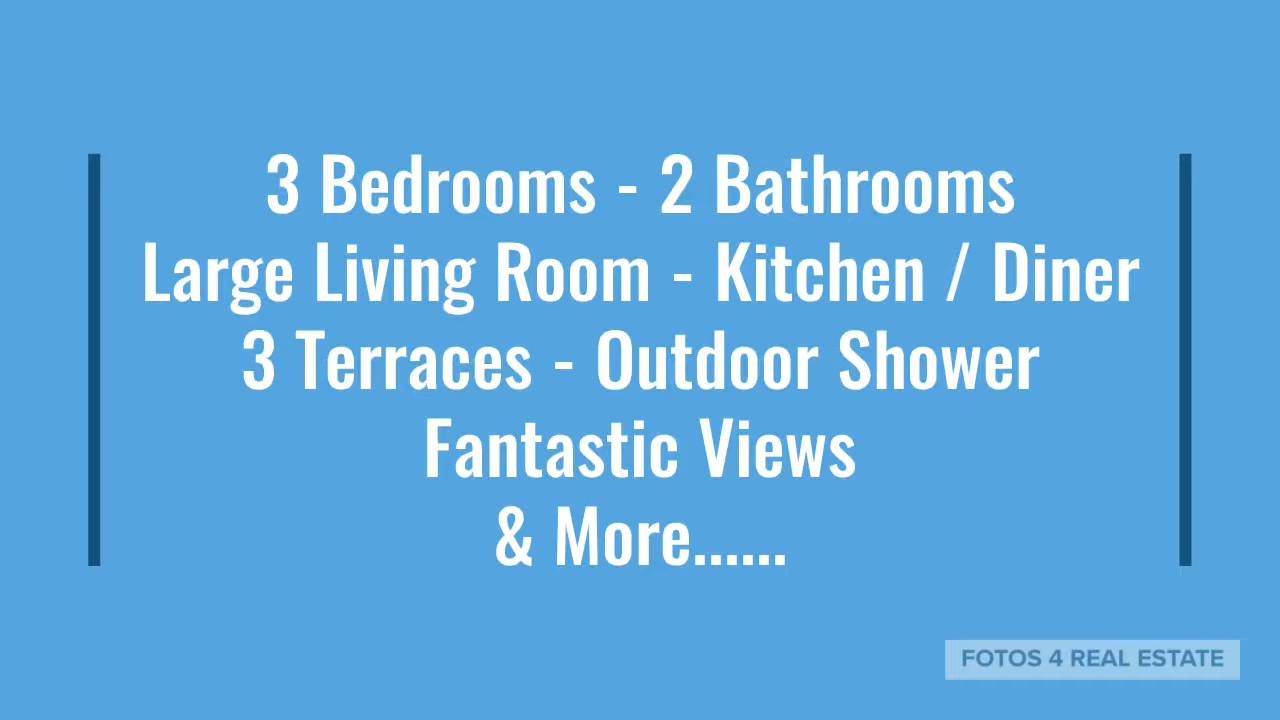 3 Bedrooms - 2 Bathrooms
Large Living Room - Kitchen / Diner
3 Terraces - Outdoor Shower
Fantastic Views
& More......
FOTOS 4 REAL ESTATE